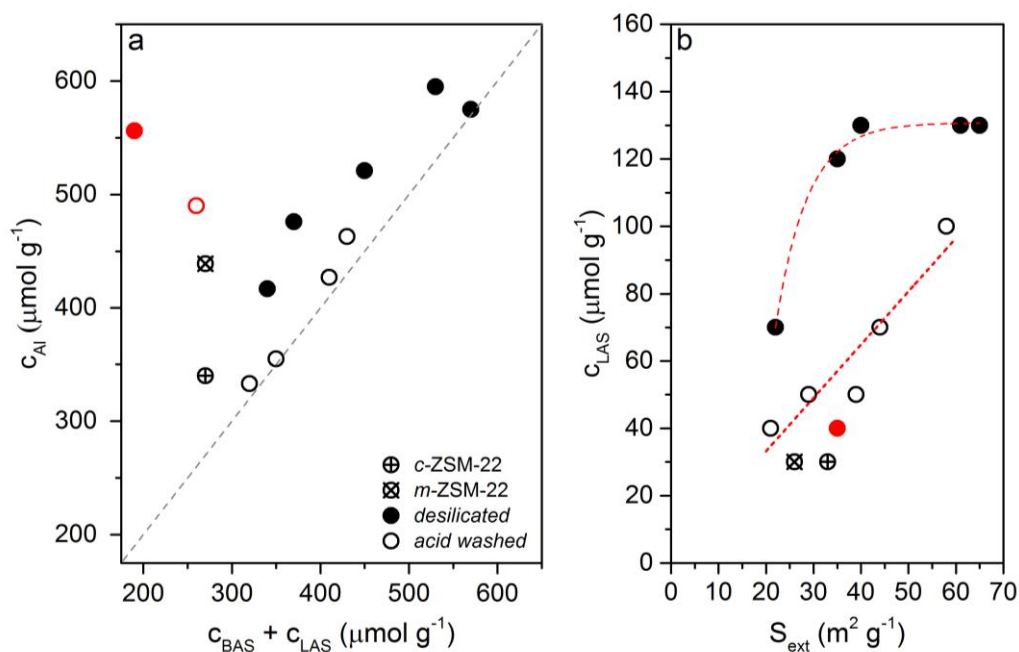 a
c_Al (μmol g⁻¹)
600
500
400
300
200
c-ZSM-22
m-ZSM-22
desilicated
acid washed
200 300 400 500 600
c_BAS + c_LAS (μmol g⁻¹)
b
c_LAS (μmol g⁻¹)
160
140
120
100
80
60
40
20
0
0 10 20 30 40 50 60 70
S_ext (m² g⁻¹)